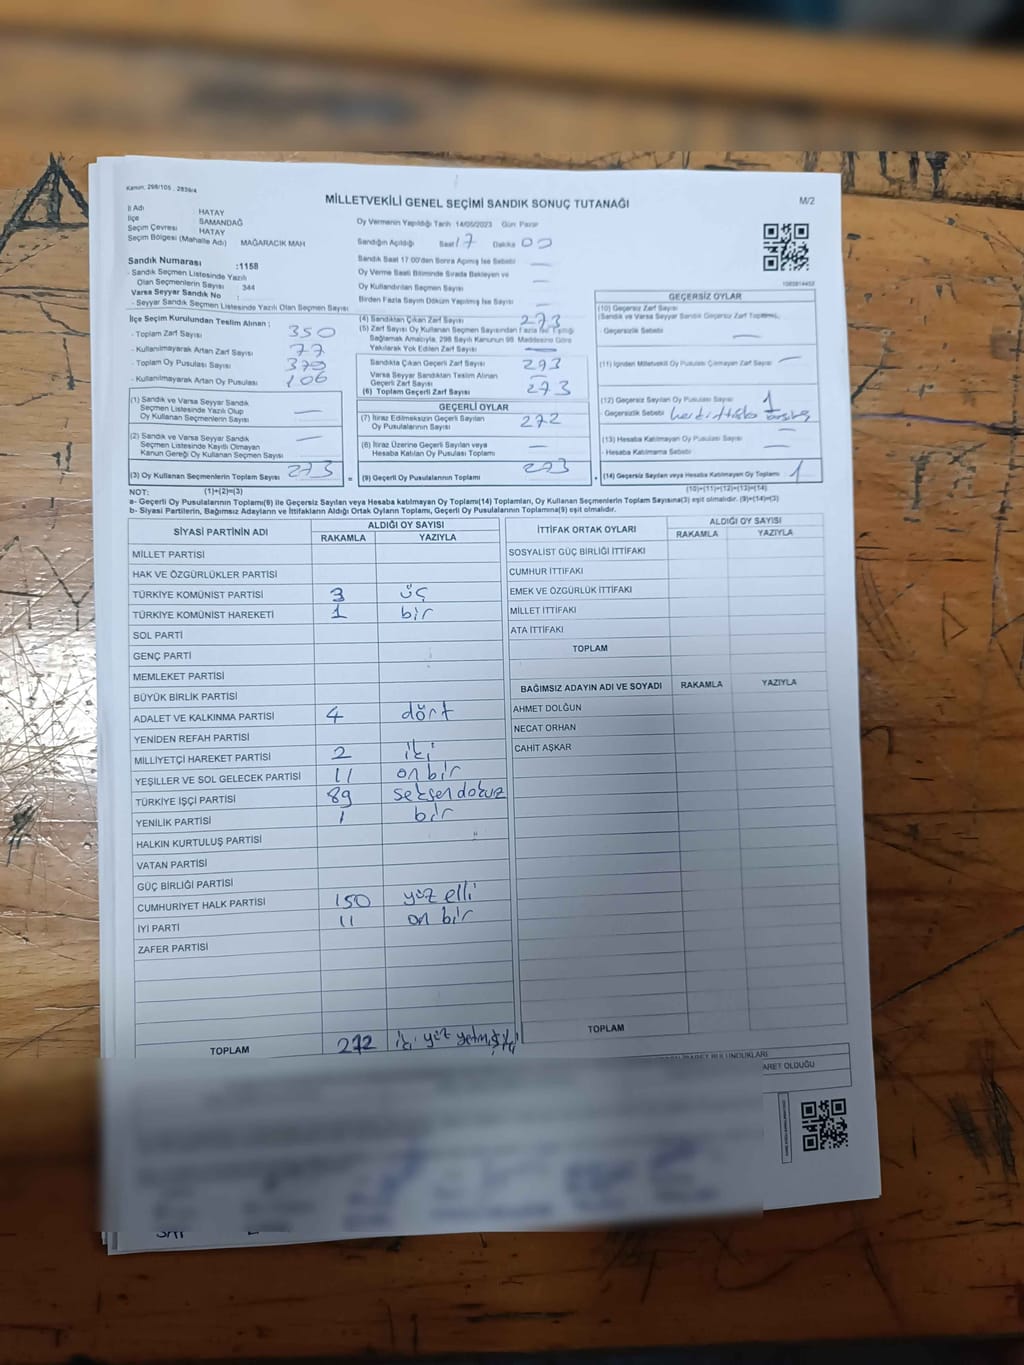 Kanun, 298/105 , 2839/4
MİLLETVEKİLİ GENEL SEÇİMİ SANDIK SONUÇ TUTANAĞI
M/2
İl Adı HATAY
İlçe SAMANDAĞ
Seçim Çevresi HATAY
Seçim Bölgesi (Mahalle Adı) MAĞARACIK MAH
Sandık Numarası :1158
- Sandık Seçmen Listesinde Yazılı
Olan Seçmenlerin Sayısı 344
Varsa Seyyar Sandık No :
- Seyyar Sandık Seçmen Listesinde Yazılı Olan Seçmen Sayısı
Oy Vermenin Yapıldığı Tarih 14/05/2023 Gün Pazar
Sandığın Açıldığı Saat 17 Dakika 00
Sandık Saat 17:00'den Sonra Açılmış İse Sebebi
Oy Verme Saati Bitiminde Sırada Bekleyen ve
Oy Kullandırılan Seçmen Sayısı
Birden Fazla Sayım Döküm Yapılmış İse Sayısı
İlçe Seçim Kurulundan Teslim Alınan ;
- Toplam Zarf Sayısı 350
- Kullanılmayarak Artan Zarf Sayısı 77
- Toplam Oy Pusulası Sayısı 379
- Kullanılmayarak Artan Oy Pusulası 106
(1) Sandık ve Varsa Seyyar Sandık
Seçmen Listesinde Yazılı Olup
Oy Kullanan Seçmenlerin Sayısı
(2) Sandık ve Varsa Seyyar Sandık
Seçmen Listesinde Kayıtlı Olmayan
Kanun Gereği Oy Kullanan Seçmen Sayısı
(3) Oy Kullanan Seçmenlerin Toplam Sayısı 273
(4) Sandıktan Çıkan Zarf Sayısı 273
(5) Zarf Sayısı Oy Kullanan Seçmen Sayısından Fazla ise Eşitliği
Sağlamak Amacıyla, 298 Sayılı Kanunun 98. Maddesine Göre
Yakılarak Yok Edilen Zarf Sayısı
Sandıkta Çıkan Geçerli Zarf Sayısı 273
Varsa Seyyar Sandıktan Teslim Alınan
Geçerli Zarf Sayısı
(6) Toplam Geçerli Zarf Sayısı 273
GEÇERLİ OYLAR
(7) İtiraz Edilmeksizin Geçerli Sayılan
Oy Pusulalarının Sayısı 272
(8) İtiraz Üzerine Geçerli Sayılan veya
Hesaba Katılan Oy Pusulası Toplamı
= (9) Geçerli Oy Pusulalarının Toplamı 273
GEÇERSİZ OYLAR
(10) Geçersiz Zarf Sayısı
(Sandık ve Varsa Seyyar Sandık Geçersiz Zarf Toplamı)
- Geçersizlik Sebebi
(11) İçinden Milletvekili Oy Pusulası Çıkmayan Zarf Sayısı
(12) Geçersiz Sayılan Oy Pusulası Sayısı 1
- Geçersizlik Sebebi
(13) Hesaba Katılmayan Oy Pusulası Sayısı
- Hesaba Katılmama Sebebi
+ (14) Geçersiz Sayılan veya Hesaba Katılmayan Oy Toplamı 1
NOT: (1)+(2)=(3)
(10)+(11)+(12)+(13)=(14)
a- Geçerli Oy Pusulalarının Toplamı(9) ile Geçersiz Sayılan veya Hesaba katılmayan Oy Toplamı(14) Toplamları, Oy Kullanan Seçmenlerin Toplam Sayısına(3) eşit olmalıdır. (9)+(14)=(3)
b- Siyasi Partilerin, Bağımsız Adayların ve İttifakların Aldığı Ortak Oyların Toplamı, Geçerli Oy Pusulalarının Toplamına(9) eşit olmalıdır.
SİYASİ PARTİNİN ADI ALDIĞI OY SAYISI
RAKAMLA YAZIYLA
MİLLET PARTİSİ
HAK VE ÖZGÜRLÜKLER PARTİSİ
TÜRKİYE KOMÜNİST PARTİSİ 3 üç
TÜRKİYE KOMÜNİST HAREKETİ 1 bir
SOL PARTİ
GENÇ PARTİ
MEMLEKET PARTİSİ
BÜYÜK BİRLİK PARTİSİ
ADALET VE KALKINMA PARTİSİ 4 dört
YENİDEN REFAH PARTİSİ
MİLLİYETÇİ HAREKET PARTİSİ 2 iki
YEŞİLLER VE SOL GELECEK PARTİSİ 11 on bir
TÜRKİYE İŞÇİ PARTİSİ 89 seksen dokuz
YENİLİK PARTİSİ 1 bir
HALKIN KURTULUŞ PARTİSİ
VATAN PARTİSİ
GÜÇ BİRLİĞİ PARTİSİ
CUMHURİYET HALK PARTİSİ 150 yüz elli
İYİ PARTİ 11 on bir
ZAFER PARTİSİ
TOPLAM 272 iki yüz yetmiş iki
İTTİFAK ORTAK OYLARI ALDIĞI OY SAYISI
RAKAMLA YAZIYLA
SOSYALİST GÜÇ BİRLİĞİ İTTİFAKI
CUMHUR İTTİFAKI
EMEK VE ÖZGÜRLÜK İTTİFAKI
MİLLET İTTİFAKI
ATA İTTİFAKI
TOPLAM
BAĞIMSIZ ADAYIN ADI VE SOYADI RAKAMLA YAZIYLA
AHMET DOLĞUN
NECAT ORHAN
CAHİT AŞKAR
TOPLAM
BULUNDUKLARI
ARET OLDUĞU